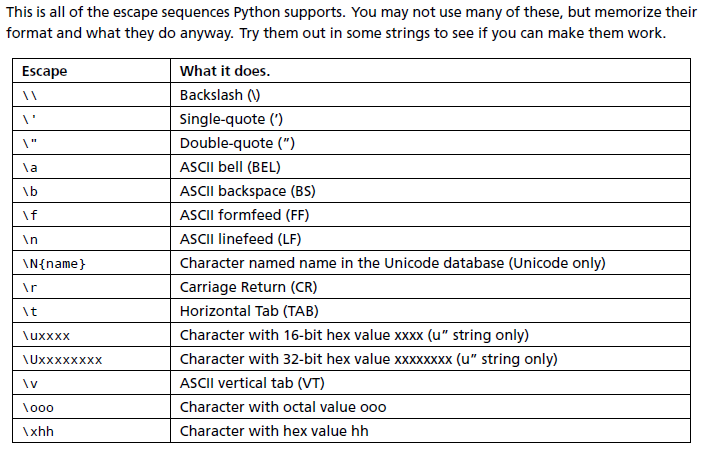 This is all of the escape sequences Python supports. You may not use many of these, but memorize their
format and what they do anyway. Try them out in some strings to see if you can make them work.
Escape What it does.
\\ Backslash (\)
\' Single-quote (’)
\" Double-quote (”)
\a ASCII bell (BEL)
\b ASCII backspace (BS)
\f ASCII formfeed (FF)
\n ASCII linefeed (LF)
\N{name} Character named name in the Unicode database (Unicode only)
\r Carriage Return (CR)
\t Horizontal Tab (TAB)
\uxxxx Character with 16-bit hex value xxxx (u” string only)
\Uxxxxxxxx Character with 32-bit hex value xxxxxxxx (u” string only)
\v ASCII vertical tab (VT)
\ooo Character with octal value ooo
\xhh Character with hex value hh